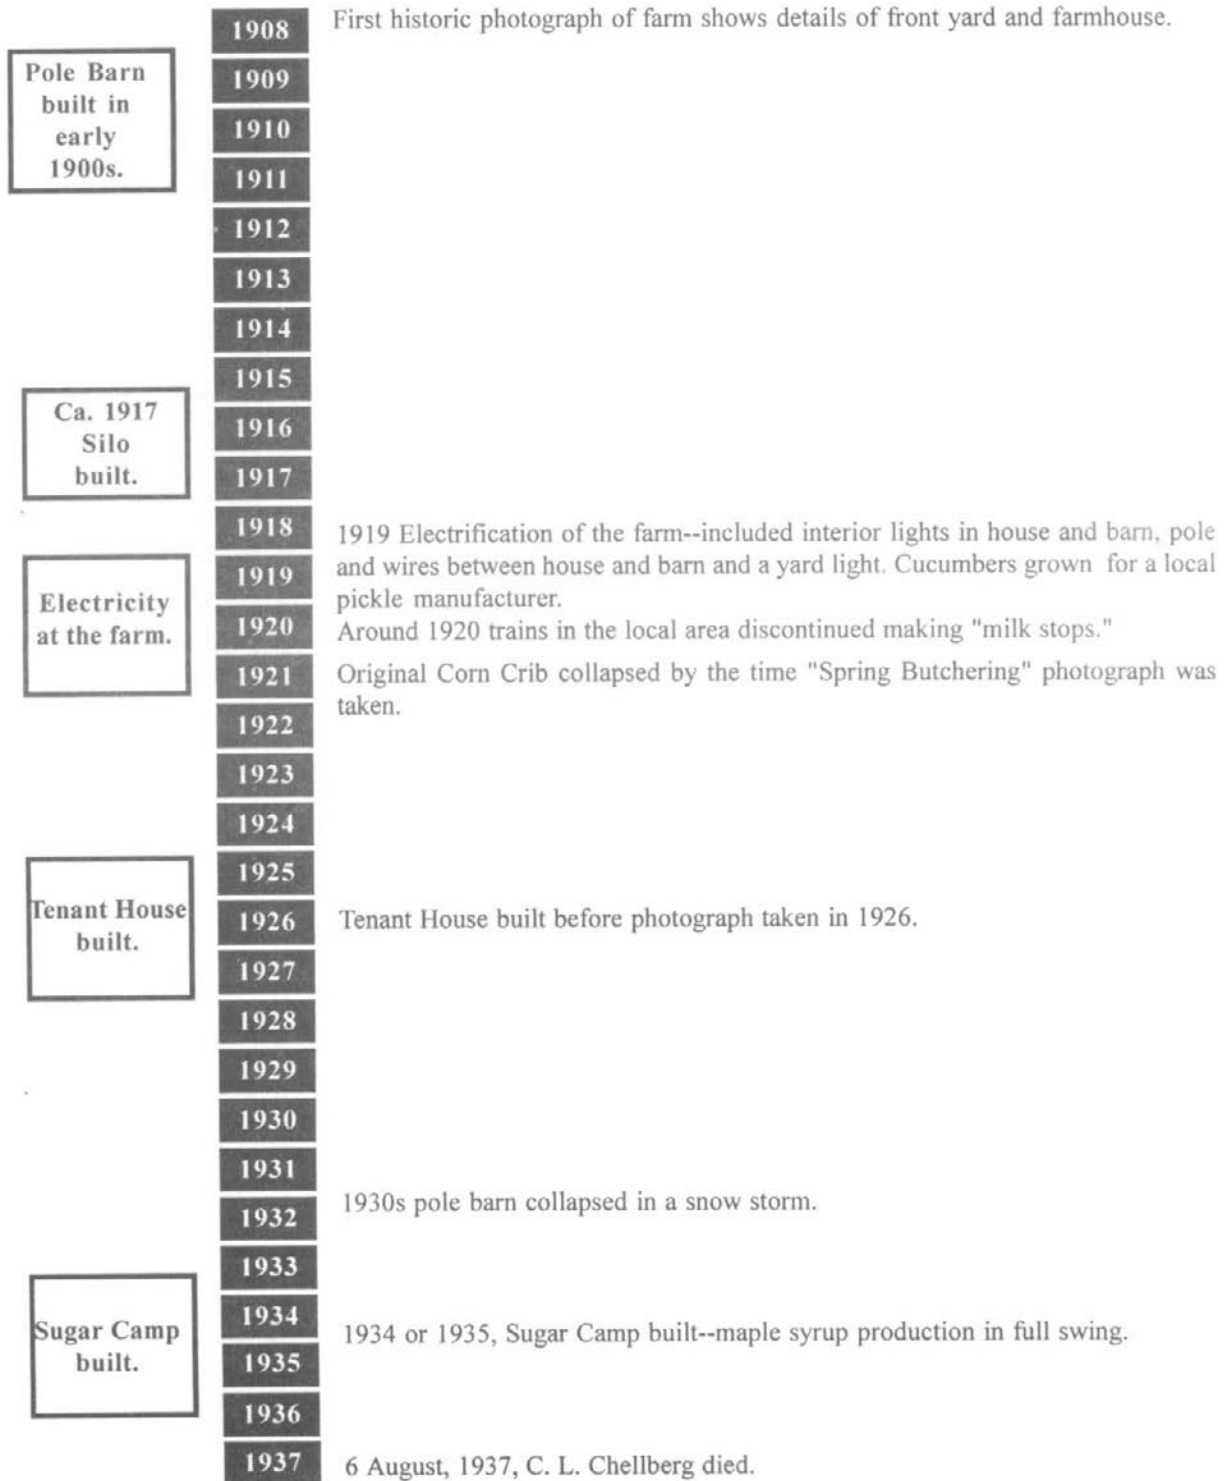 1908
First historic photograph of farm shows details of front yard and farmhouse.
Pole Barn
built in
early
1900s.
1909
1910
1911
1912
1913
1914
1915
Ca. 1917
Silo
built.
1916
1917
1918
1919 Electrification of the farm--included interior lights in house and barn, pole
and wires between house and barn and a yard light. Cucumbers grown for a local
pickle manufacturer.
Electricity
at the farm.
1919
1920
Around 1920 trains in the local area discontinued making "milk stops."
1921
Original Corn Crib collapsed by the time "Spring Butchering" photograph was
taken.
1922
1923
1924
1925
Tenant House
built.
1926
Tenant House built before photograph taken in 1926.
1927
1928
1929
1930
1931
1930s pole barn collapsed in a snow storm.
1932
1933
Sugar Camp
built.
1934
1934 or 1935, Sugar Camp built--maple syrup production in full swing.
1935
1936
1937
6 August, 1937, C. L. Chellberg died.